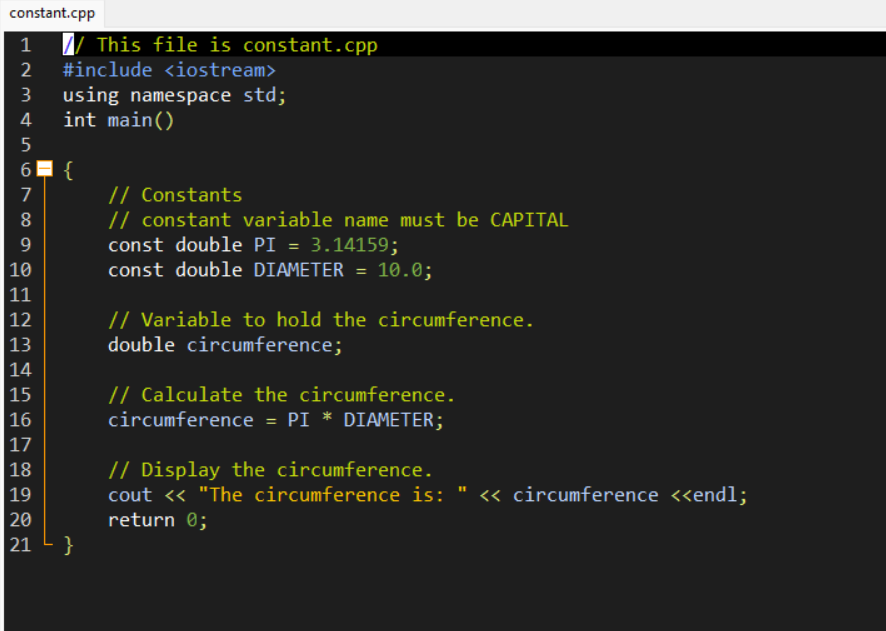 constant.cpp
1 // This file is constant.cpp
2 #include <iostream>
3 using namespace std;
4 int main()
5
6 {
7 // Constants
8 // constant variable name must be CAPITAL
9 const double PI = 3.14159;
10 const double DIAMETER = 10.0;
11
12 // Variable to hold the circumference.
13 double circumference;
14
15 // Calculate the circumference.
16 circumference = PI * DIAMETER;
17
18 // Display the circumference.
19 cout << "The circumference is: " << circumference <<endl;
20 return 0;
21 }